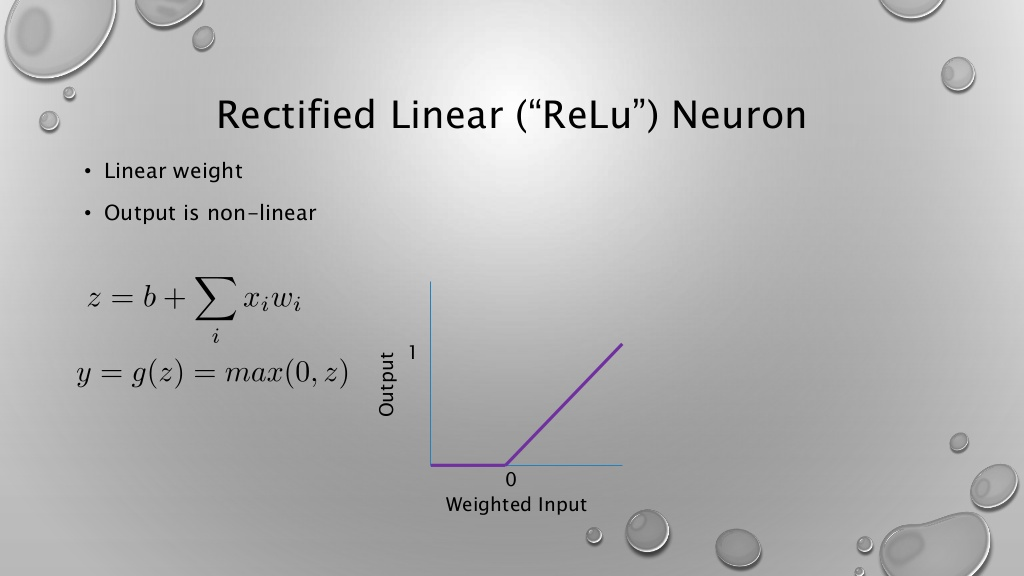 Rectified Linear (“ReLu”) Neuron
• Linear weight
• Output is non-linear
z = b + ∑_i x_i w_i
y = g(z) = max(0, z)
Output
1
0
Weighted Input